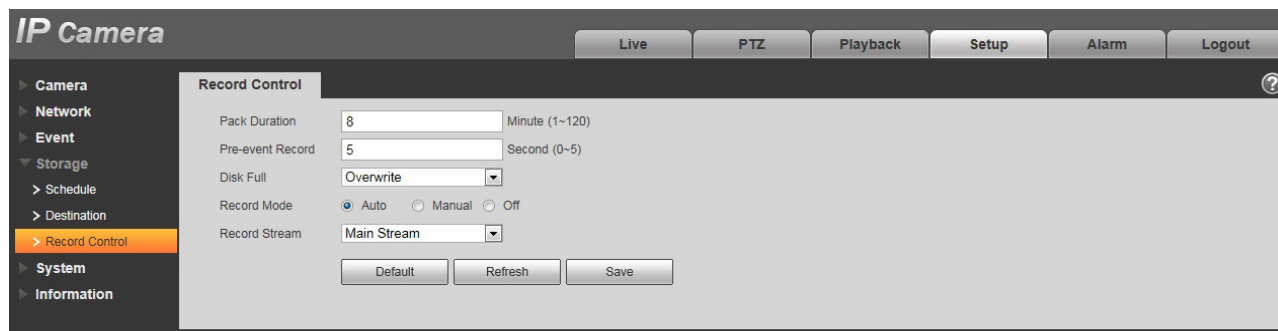 IP Camera
Live PTZ Playback Setup Alarm Logout
Camera
Network
Event
Storage
> Schedule
> Destination
> Record Control
System
Information
Record Control
?
Pack Duration 8 Minute (1~120)
Pre-event Record 5 Second (0~5)
Disk Full Overwrite
Record Mode Auto Manual Off
Record Stream Main Stream
Default Refresh Save